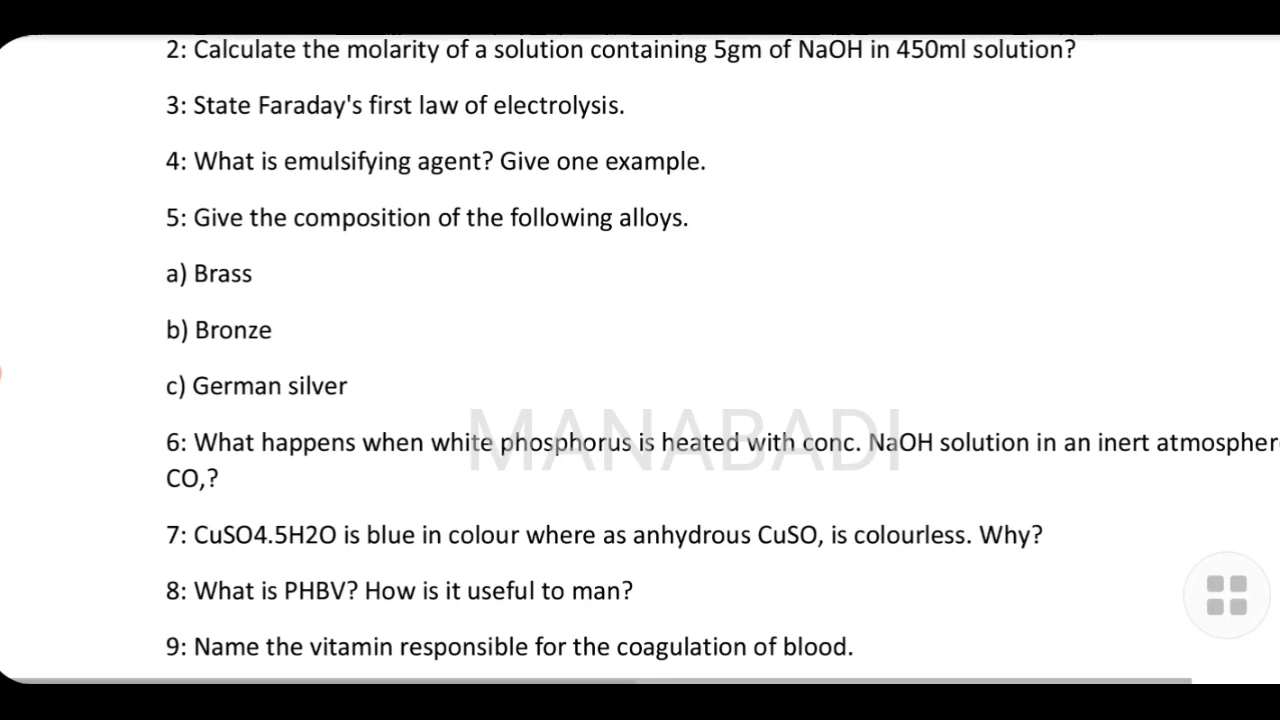 2: Calculate the molarity of a solution containing 5gm of NaOH in 450ml solution?
3: State Faraday's first law of electrolysis.
4: What is emulsifying agent? Give one example.
5: Give the composition of the following alloys.
a) Brass
b) Bronze
c) German silver
MANABADI
6: What happens when white phosphorus is heated with conc. NaOH solution in an inert atmospher
CO,?
7: CuSO4.5H2O is blue in colour where as anhydrous CuSO, is colourless. Why?
8: What is PHBV? How is it useful to man?
9: Name the vitamin responsible for the coagulation of blood.